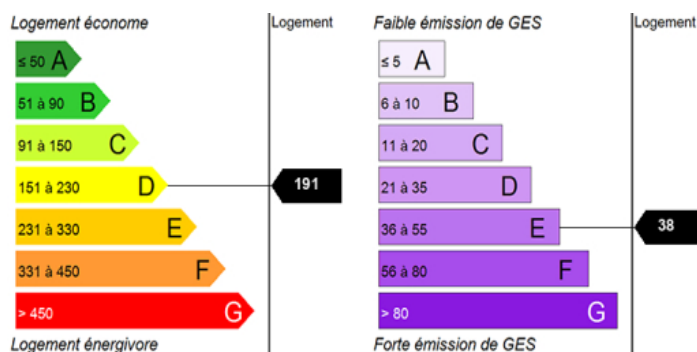 Logement économe
Logement
≤ 50 A
51 à 90 B
91 à 150 C
151 à 230 D
191
231 à 330 E
331 à 450 F
> 450 G
Logement énergivore
Faible émission de GES
Logement
≤ 5 A
6 à 10 B
11 à 20 C
21 à 35 D
36 à 55 E
38
56 à 80 F
> 80 G
Forte émission de GES